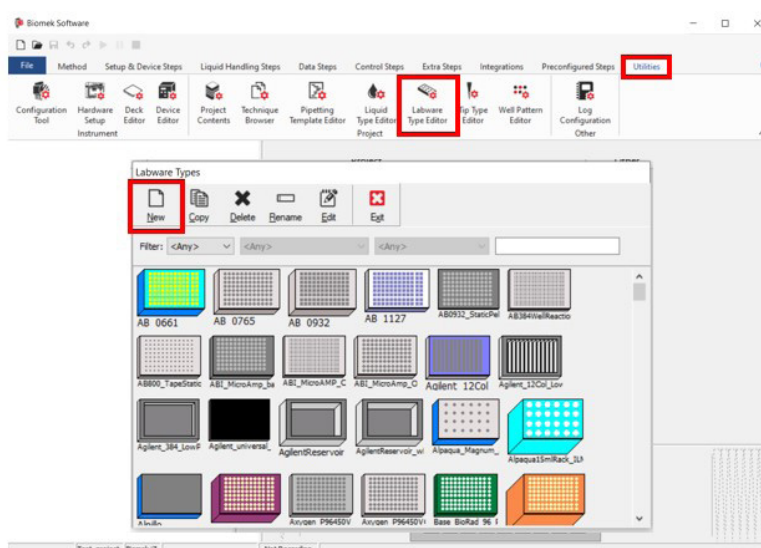 Biomek Software
File Method Setup & Device Steps Liquid Handling Steps Data Steps Control Steps Extra Steps Integrations Preconfigured Steps Utilities
Configuration Tool
Hardware Setup
Deck Editor
Device Editor
Project Contents
Technique Browser
Pipetting Template Editor
Liquid Type Editor
Labware Type Editor
Tip Type Editor
Well Pattern Editor
Log Configuration
Instrument Project Other
Labware Types
New Copy Delete Rename Edit Exit
Filter: <Any> <Any> <Any>
AB 0661 AB 0765 AB 0932 AB 1127 AB0932_StaticPel AB384WellReactio
AB800_TapeStatic ABI_MicroAmp_ba ABI_MicroAMP_C ABI_MicroAmp_O Agilent 12Col Agilent_12Col_Lov
Agilent_384_LowP Agilent_universal_ AgilentReservoir AgilentReservoir_wi Alpaqua_Magnum_ Alpaqua15mlRack_ILM
Axygen P96450V Axygen P96450V Base BioRad 96